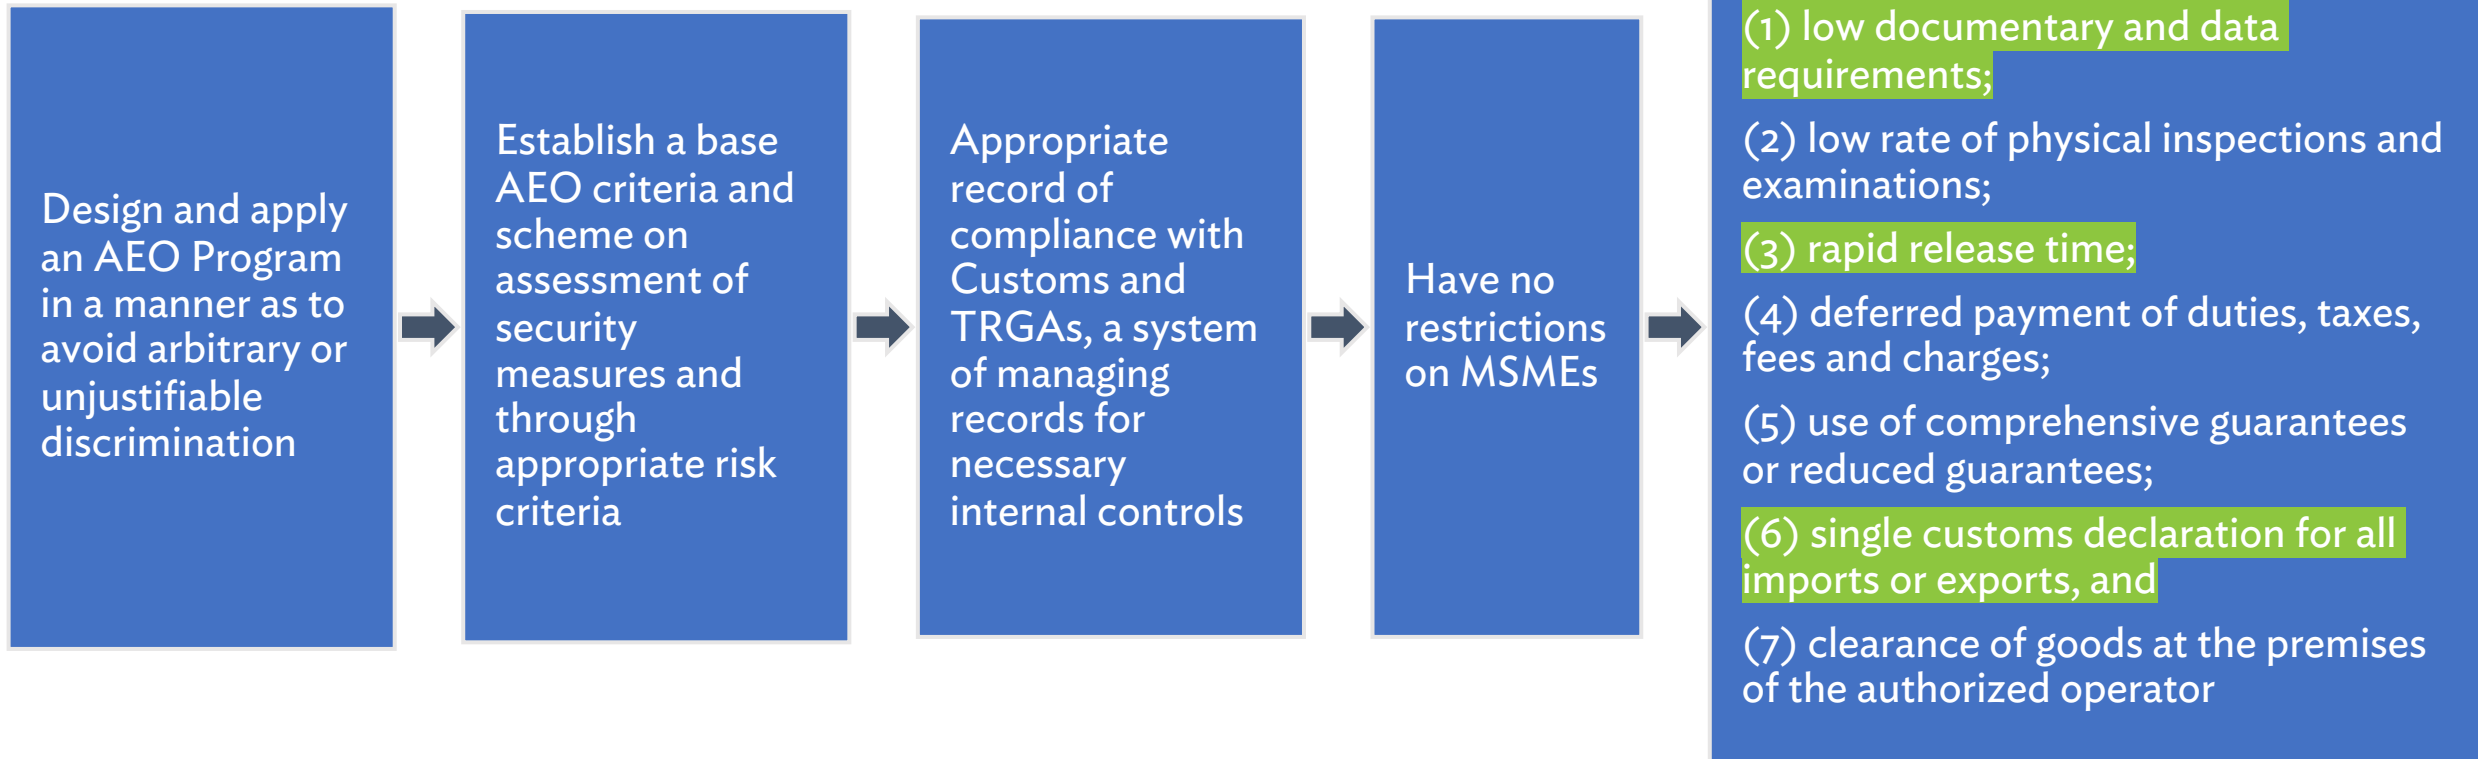 Design and apply
an AEO Program
in a manner as to
avoid arbitrary or
unjustifiable
discrimination
Establish a base
AEO criteria and
scheme on
assessment of
security
measures and
through
appropriate risk
criteria
Appropriate
record of
compliance with
Customs and
TRGAs, a system
of managing
records for
necessary
internal controls
Have no
restrictions
on MSMEs
(1) low documentary and data
requirements;
(2) low rate of physical inspections and
examinations;
(3) rapid release time;
(4) deferred payment of duties, taxes,
fees and charges;
(5) use of comprehensive guarantees
or reduced guarantees;
(6) single customs declaration for all
imports or exports, and
(7) clearance of goods at the premises
of the authorized operator